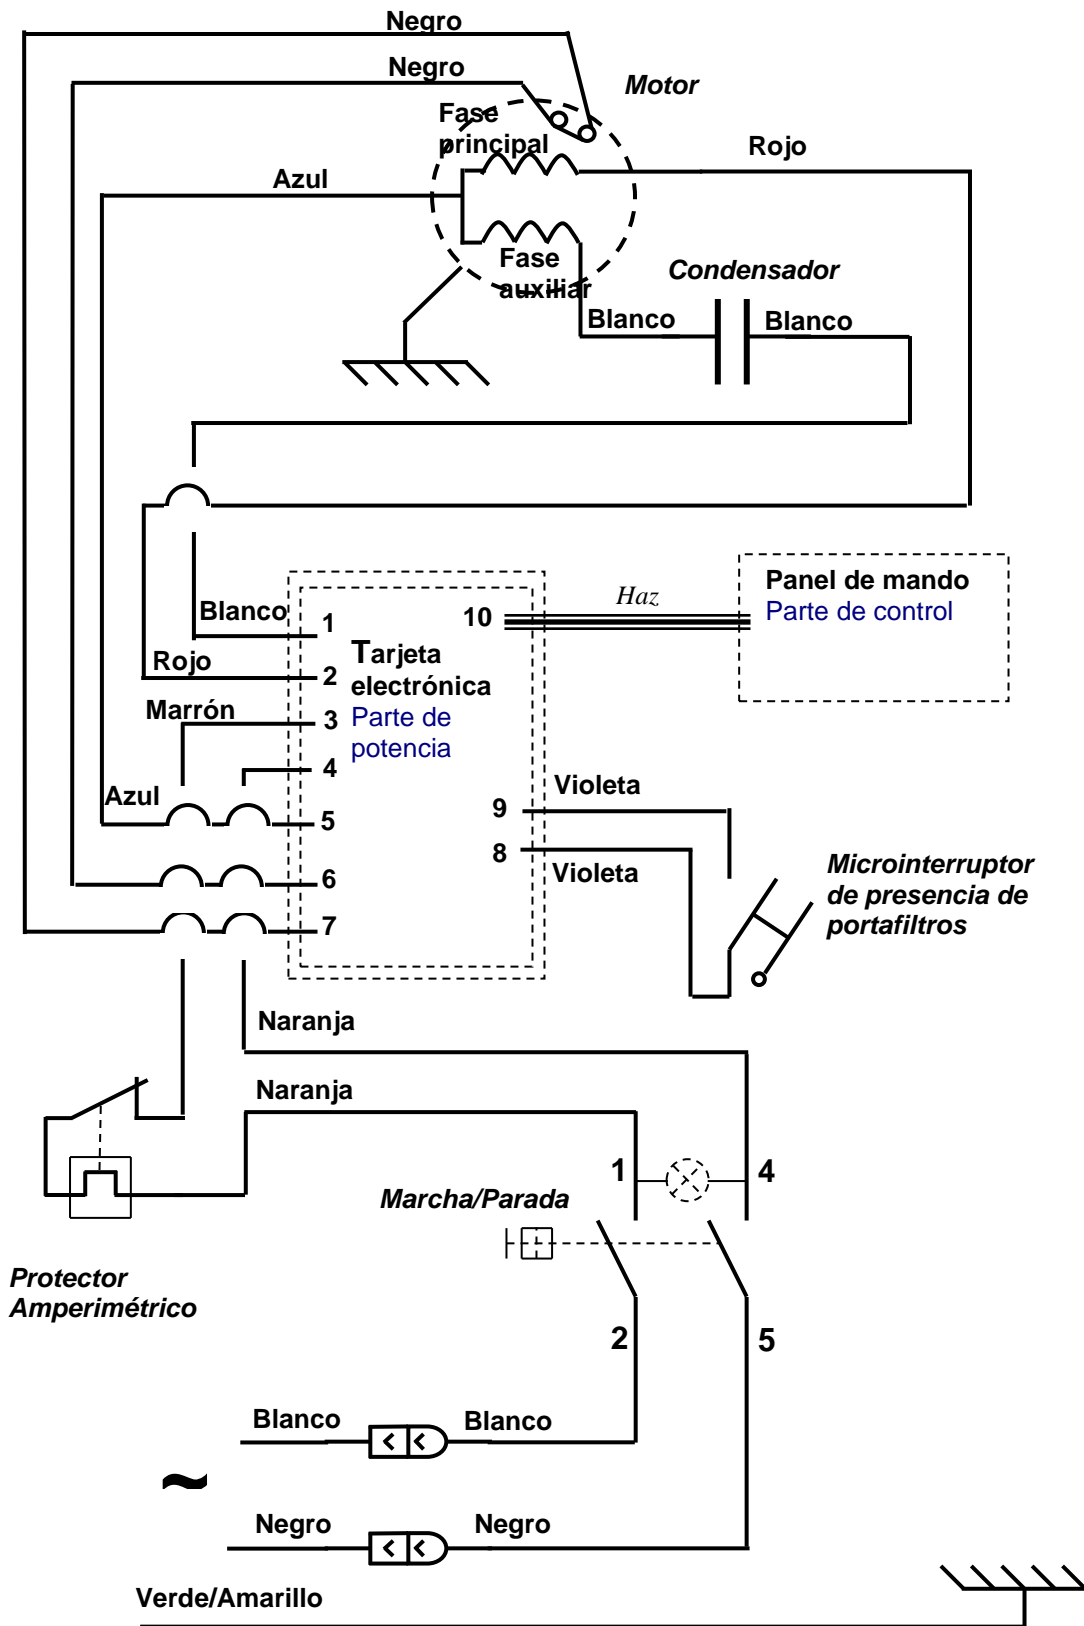 Negro
Negro
Motor
Fase
principal
Rojo
Azul
Fase
auxiliar
Condensador
Blanco
Blanco
Blanco
1
10
Haz
Panel de mando
Parte de control
Rojo
2
Tarjeta
electrónica
Marrón
3
Parte de
potencia
4
Azul
5
9
Violeta
8
Violeta
6
7
Microinterruptor
de presencia de
portafiltros
Naranja
Naranja
1
4
Marcha/Parada
Protector
Amperimétrico
2
5
Blanco
Blanco
~
Negro
Negro
Verde/Amarillo